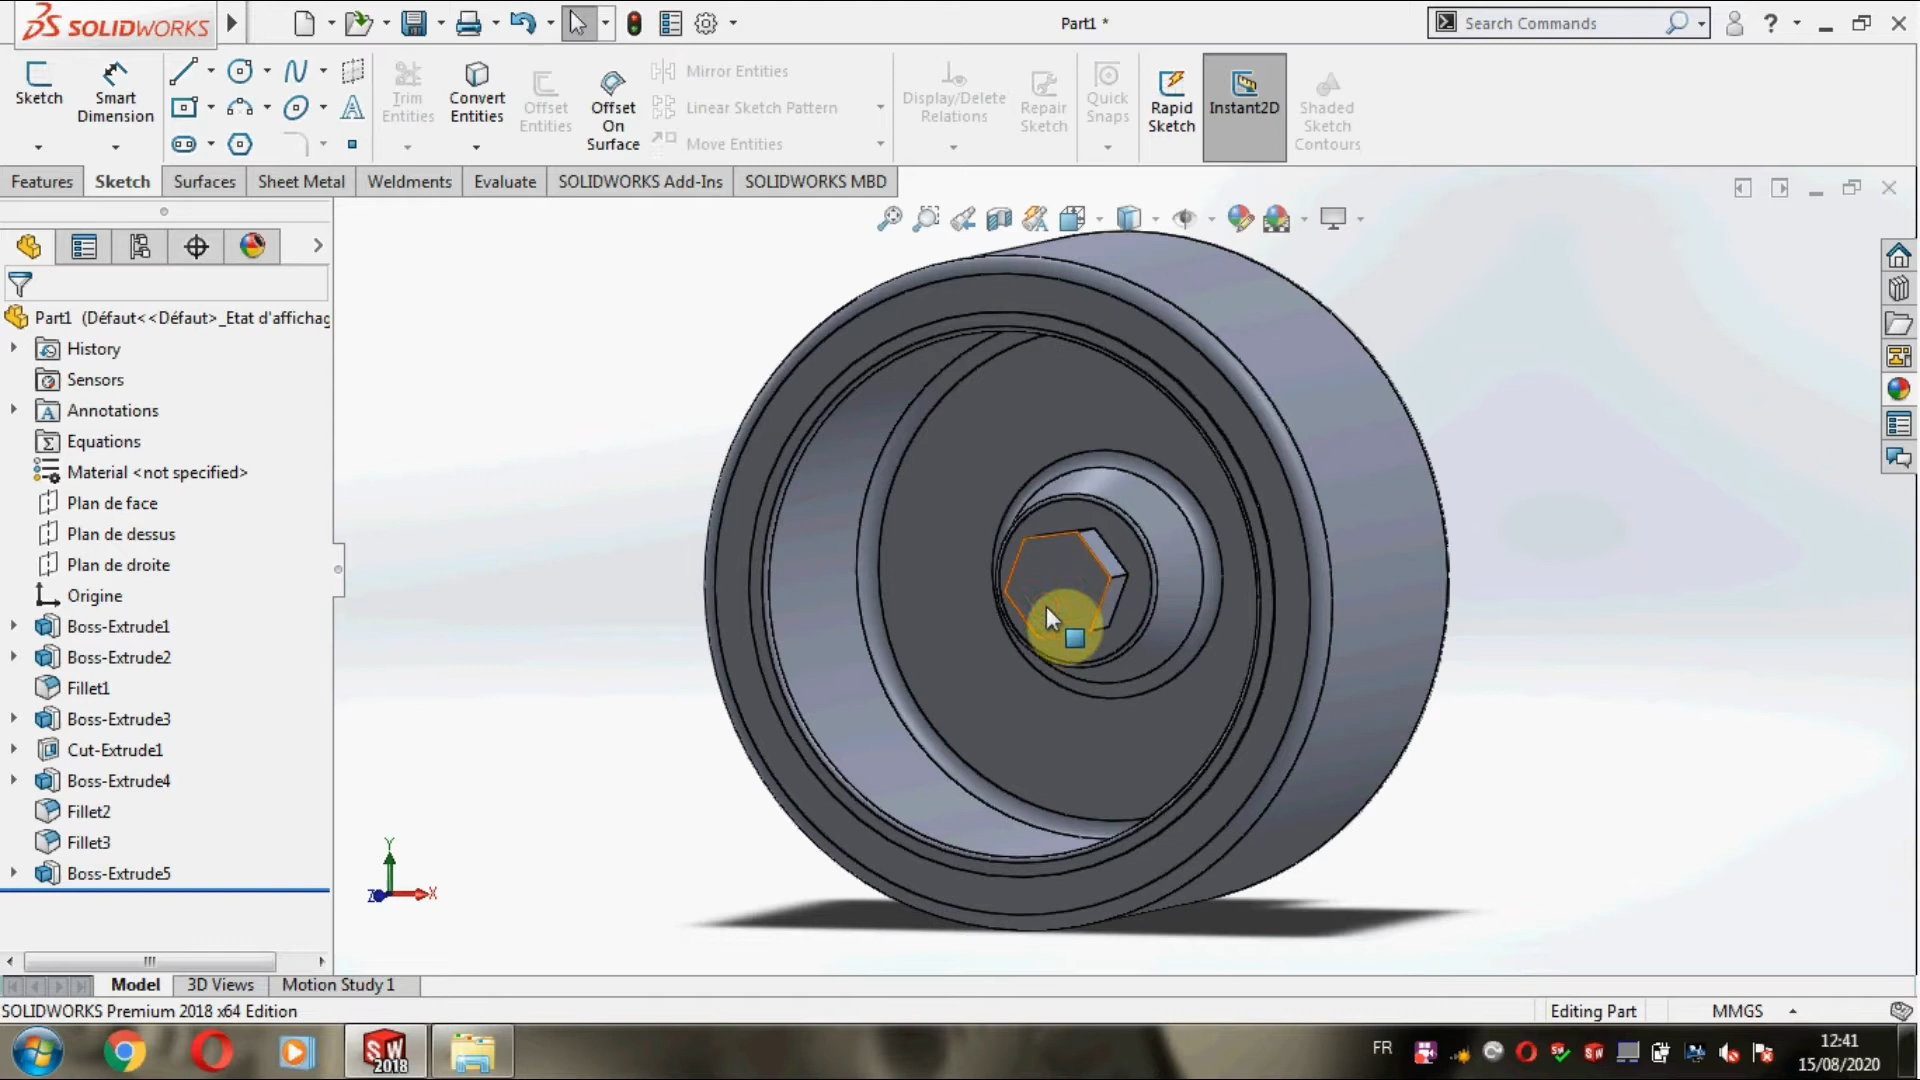 SOLIDWORKS
Part1 *
Search Commands
Sketch
Smart
Dimension
Trim
Entities
Convert
Entities
Offset
Entities
Offset
On
Surface
Mirror Entities
Linear Sketch Pattern
Move Entities
Display/Delete
Relations
Repair
Sketch
Quick
Snaps
Rapid
Sketch
Instant2D
Shaded
Sketch
Contours
Features
Sketch
Surfaces
Sheet Metal
Weldments
Evaluate
SOLIDWORKS Add-Ins
SOLIDWORKS MBD
Part1 (Défaut<<Défaut>_Etat d'affichag
History
Sensors
Annotations
Equations
Material <not specified>
Plan de face
Plan de dessus
Plan de droite
Origine
Boss-Extrude1
Boss-Extrude2
Fillet1
Boss-Extrude3
Cut-Extrude1
Boss-Extrude4
Fillet2
Fillet3
Boss-Extrude5
Y
Z
X
Model
3D Views
Motion Study 1
SOLIDWORKS Premium 2018 x64 Edition
Editing Part
MMGS
SW
2018
FR
12:41
15/08/2020